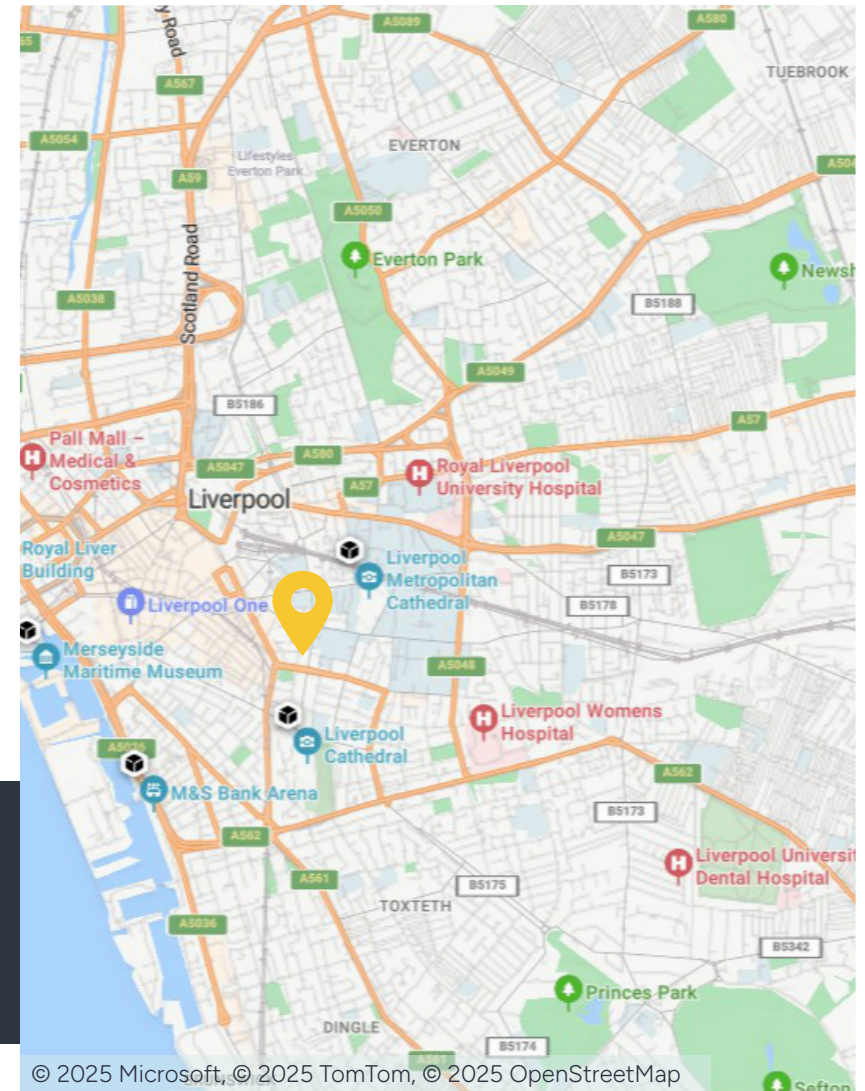 y Road
A5089
A580
65
TUEBROOK
A567
A5054
EVERTON
Lifestyles
Everton Park
A504
A59
A5050
Scotland Road
Everton Park
Newsh
A5038
B5188
A5049
B5186
A57
Pall Mall –
Medical &
Cosmetics
A5047
A580
Royal Liverpool
University Hospital
A57
Liverpool
A5047
Royal Liver
Building
Liverpool
Metropolitan
Cathedral
B5173
B5178
Liverpool One
Merseyside
Maritime Museum
A5048
Liverpool Womens
Hospital
Liverpool
Cathedral
A5036
A562
M&S Bank Arena
B5173
A562
Liverpool Universit
Dental Hospital
A561
B5175
TOXTETH
A5036
B5342
Princes Park
DINGLE
B5174
A561
© 2025 Microsoft, © 2025 TomTom, © 2025 OpenStreetMap
Sefton